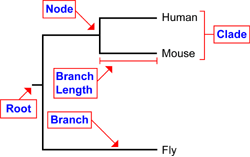 Node
Human
Clade
Mouse
Branch
Length
Root
Branch
Fly